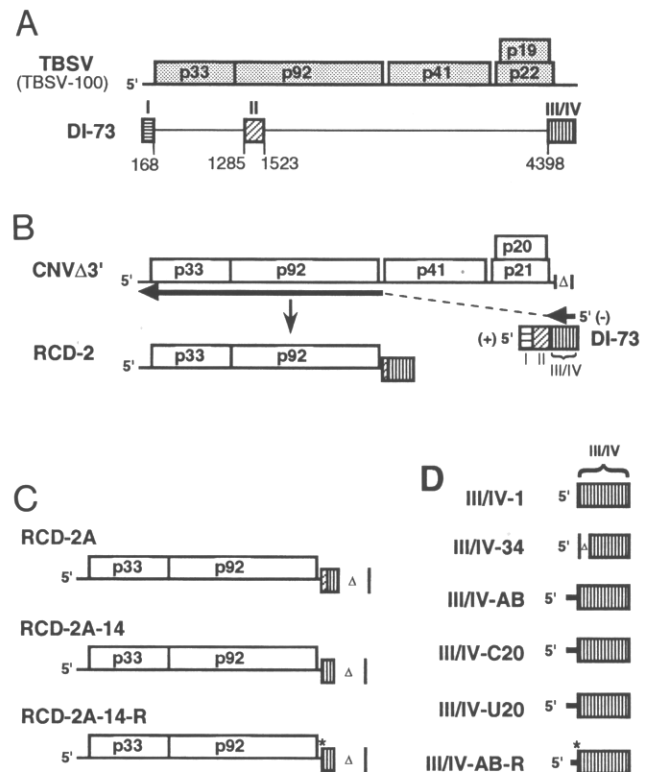 A
TBSV
(TBSV-100)
5'
p33
p92
p41
p19
p22
I
II
III/IV
DI-73
168
1285
1523
4398
B
CNVΔ3'
5'
p33
p92
p41
p20
p21
Δ
5' (-)
(+) 5'
DI-73
I
II
III/IV
RCD-2
5'
p33
p92
C
RCD-2A
5'
p33
p92
Δ
RCD-2A-14
5'
p33
p92
Δ
RCD-2A-14-R
5'
p33
p92
*
Δ
D
III/IV
III/IV-1
5'
III/IV-34
5'
Δ
III/IV-AB
5'
III/IV-C20
5'
III/IV-U20
5'
III/IV-AB-R
5'
*